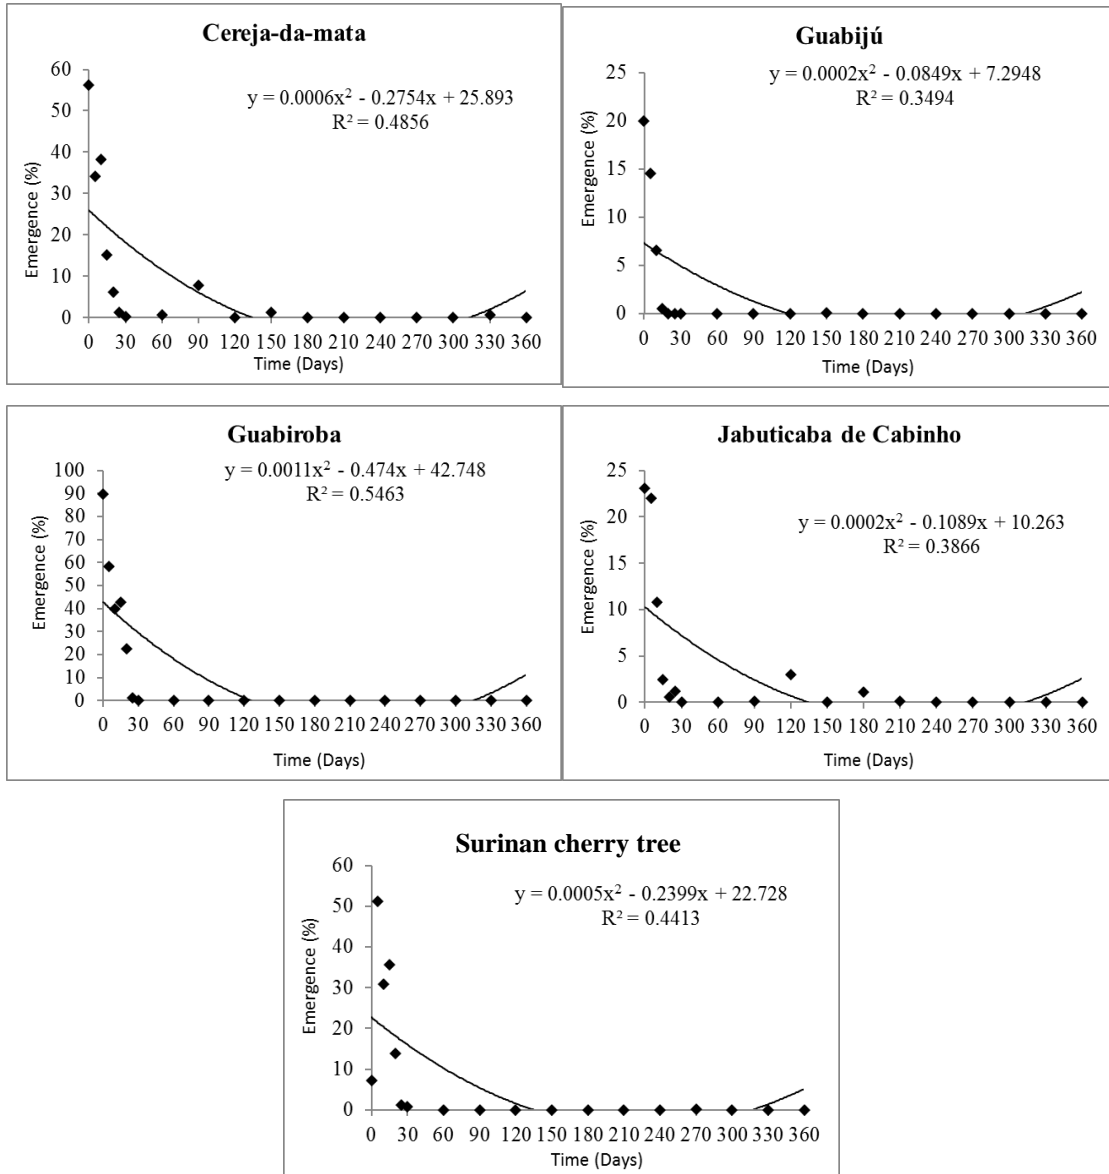 Cereja-da-mata
y = 0.0006x² - 0.2754x + 25.893
R² = 0.4856
60
50
40
30
20
10
0
Emergence (%)
0 30 60 90 120 150 180 210 240 270 300 330 360
Time (Days)
Guabijú
y = 0.0002x² - 0.0849x + 7.2948
R² = 0.3494
25
20
15
10
5
0
Emergence (%)
0 30 60 90 120 150 180 210 240 270 300 330 360
Time (Days)
Guabiroba
y = 0.0011x² - 0.474x + 42.748
R² = 0.5463
100
90
80
70
60
50
40
30
20
10
0
Emergence (%)
0 30 60 90 120 150 180 210 240 270 300 330 360
Time (Days)
Jabuticaba de Cabinho
y = 0.0002x² - 0.1089x + 10.263
R² = 0.3866
25
20
15
10
5
0
Emergence (%)
0 30 60 90 120 150 180 210 240 270 300 330 360
Time (Days)
Surinan cherry tree
y = 0.0005x² - 0.2399x + 22.728
R² = 0.4413
60
50
40
30
20
10
0
Emergence (%)
0 30 60 90 120 150 180 210 240 270 300 330 360
Time (Days)